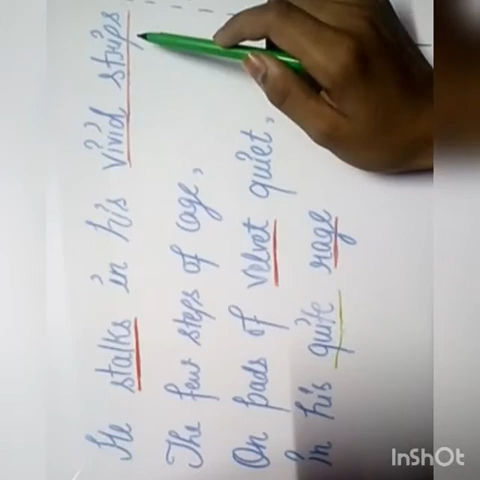 He stalks in his vivid strips
The few steps of cage,
On pads of velvet quiet,
In his quite rage
InShOt